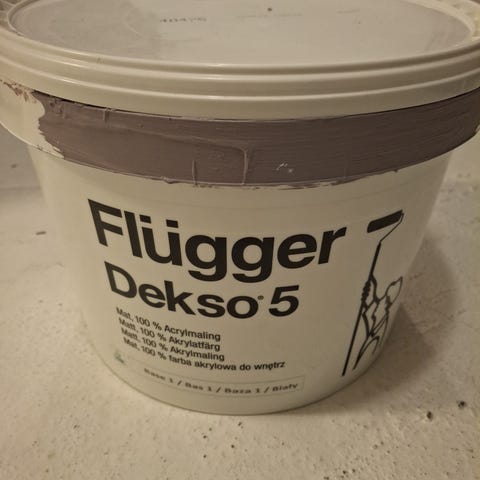 Flügger
Dekso® 5
Mat. 100 % Acrylmaling
Matt. 100 % Akrylatfärg
Matt. 100 % Akrylmaling
Mat. 100 % farba akrylowa do wnętrz
Base 1 / Bas 1 / Baza 1 / Biały